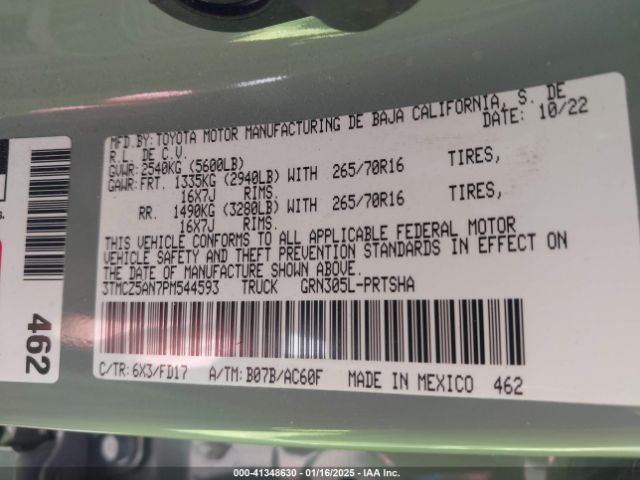 MFD.BY:TOYOTA MOTOR MANUFACTURING DE BAJA CALIFORNIA, S. DE
R.L. DE C.V. DATE: 10/22
GVWR:2540KG (5600LB)
GAWR:FRT. 1335KG (2940LB) WITH 265/70R16 TIRES,
16X7J RIMS.
RR. 1490KG (3280LB) WITH 265/70R16 TIRES,
16X7J RIMS.
THIS VEHICLE CONFORMS TO ALL APPLICABLE FEDERAL MOTOR
VEHICLE SAFETY AND THEFT PREVENTION STANDARDS IN EFFECT ON
THE DATE OF MANUFACTURE SHOWN ABOVE.
3TMCZ5AN7PM544593 TRUCK GRN305L-PRTSHA
C/TR: 6X3/FD17 A/TM: B07B/AC60F MADE IN MEXICO 462
462
000-41348630 - 01/16/2025 - IAA Inc.